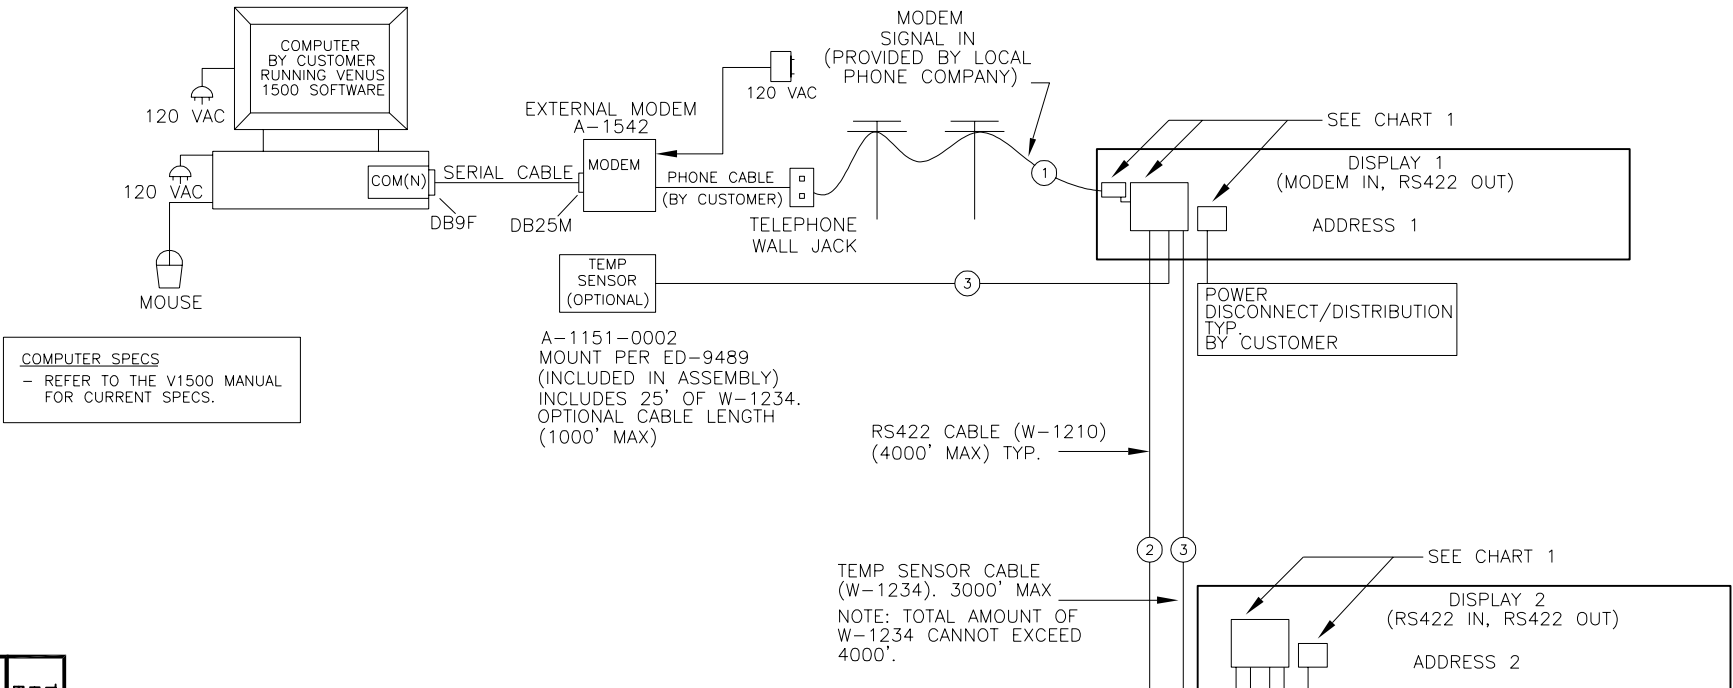 COMPUTER
BY CUSTOMER
RUNNING VENUS
1500 SOFTWARE
120 VAC
120 VAC
COM(N)
SERIAL CABLE
DB9F
DB25M
MOUSE
EXTERNAL MODEM
A-1542
MODEM
120 VAC
PHONE CABLE
(BY CUSTOMER)
TELEPHONE
WALL JACK
MODEM
SIGNAL IN
(PROVIDED BY LOCAL
PHONE COMPANY)
1
SEE CHART 1
DISPLAY 1
(MODEM IN, RS422 OUT)
ADDRESS 1
TEMP
SENSOR
(OPTIONAL)
3
POWER
DISCONNECT/DISTRIBUTION
TYP.
BY CUSTOMER
COMPUTER SPECS
- REFER TO THE V1500 MANUAL
FOR CURRENT SPECS.
A-1151-0002
MOUNT PER ED-9489
(INCLUDED IN ASSEMBLY)
INCLUDES 25' OF W-1234.
OPTIONAL CABLE LENGTH
(1000' MAX)
RS422 CABLE (W-1210)
(4000' MAX) TYP.
2
3
TEMP SENSOR CABLE
(W-1234). 3000' MAX
NOTE: TOTAL AMOUNT OF
W-1234 CANNOT EXCEED
4000'.
SEE CHART 1
DISPLAY 2
(RS422 IN, RS422 OUT)
ADDRESS 2